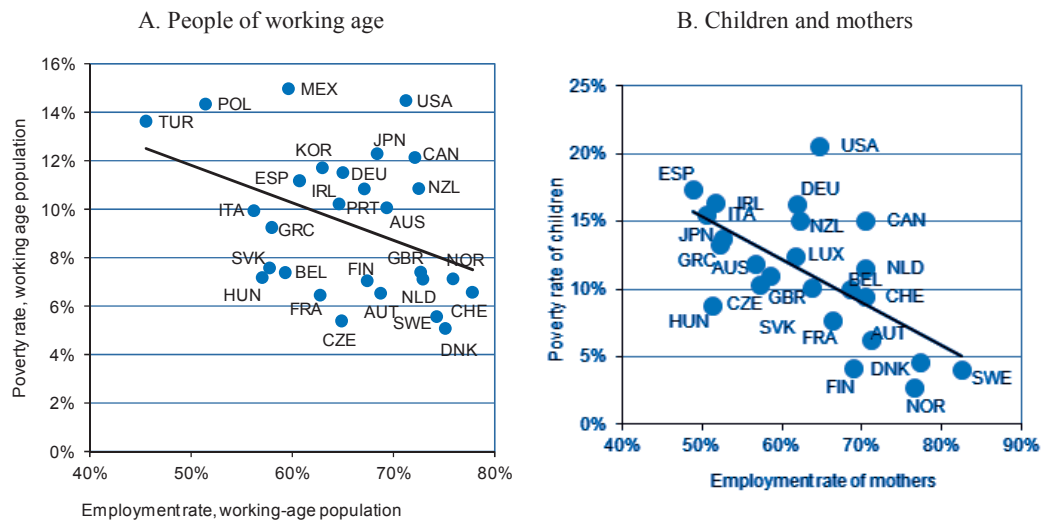 A. People of working age
B. Children and mothers
Poverty rate, working age population
16%
14%
12%
10%
8%
6%
4%
2%
0%
MEX
USA
POL
TUR
JPN
KOR
CAN
DEU
ESP
NZL
IRL
PRT
ITA
AUS
GRC
SVK
BEL
FIN
GBR
NOR
HUN
FRA
AUT
NLD
CHE
SWE
CZE
DNK
40%
50%
60%
70%
80%
Employment rate, working-age population
Poverty rate of children
25%
20%
15%
10%
5%
0%
USA
ESP
DEU
IRL
ITA
NZL
CAN
JPN
LUX
GRC
AUS
NLD
BEL
CZE
GBR
CHE
HUN
SVK
FRA
AUT
DNK
FIN
SWE
NOR
40%
50%
60%
70%
80%
90%
Employment rate of mothers